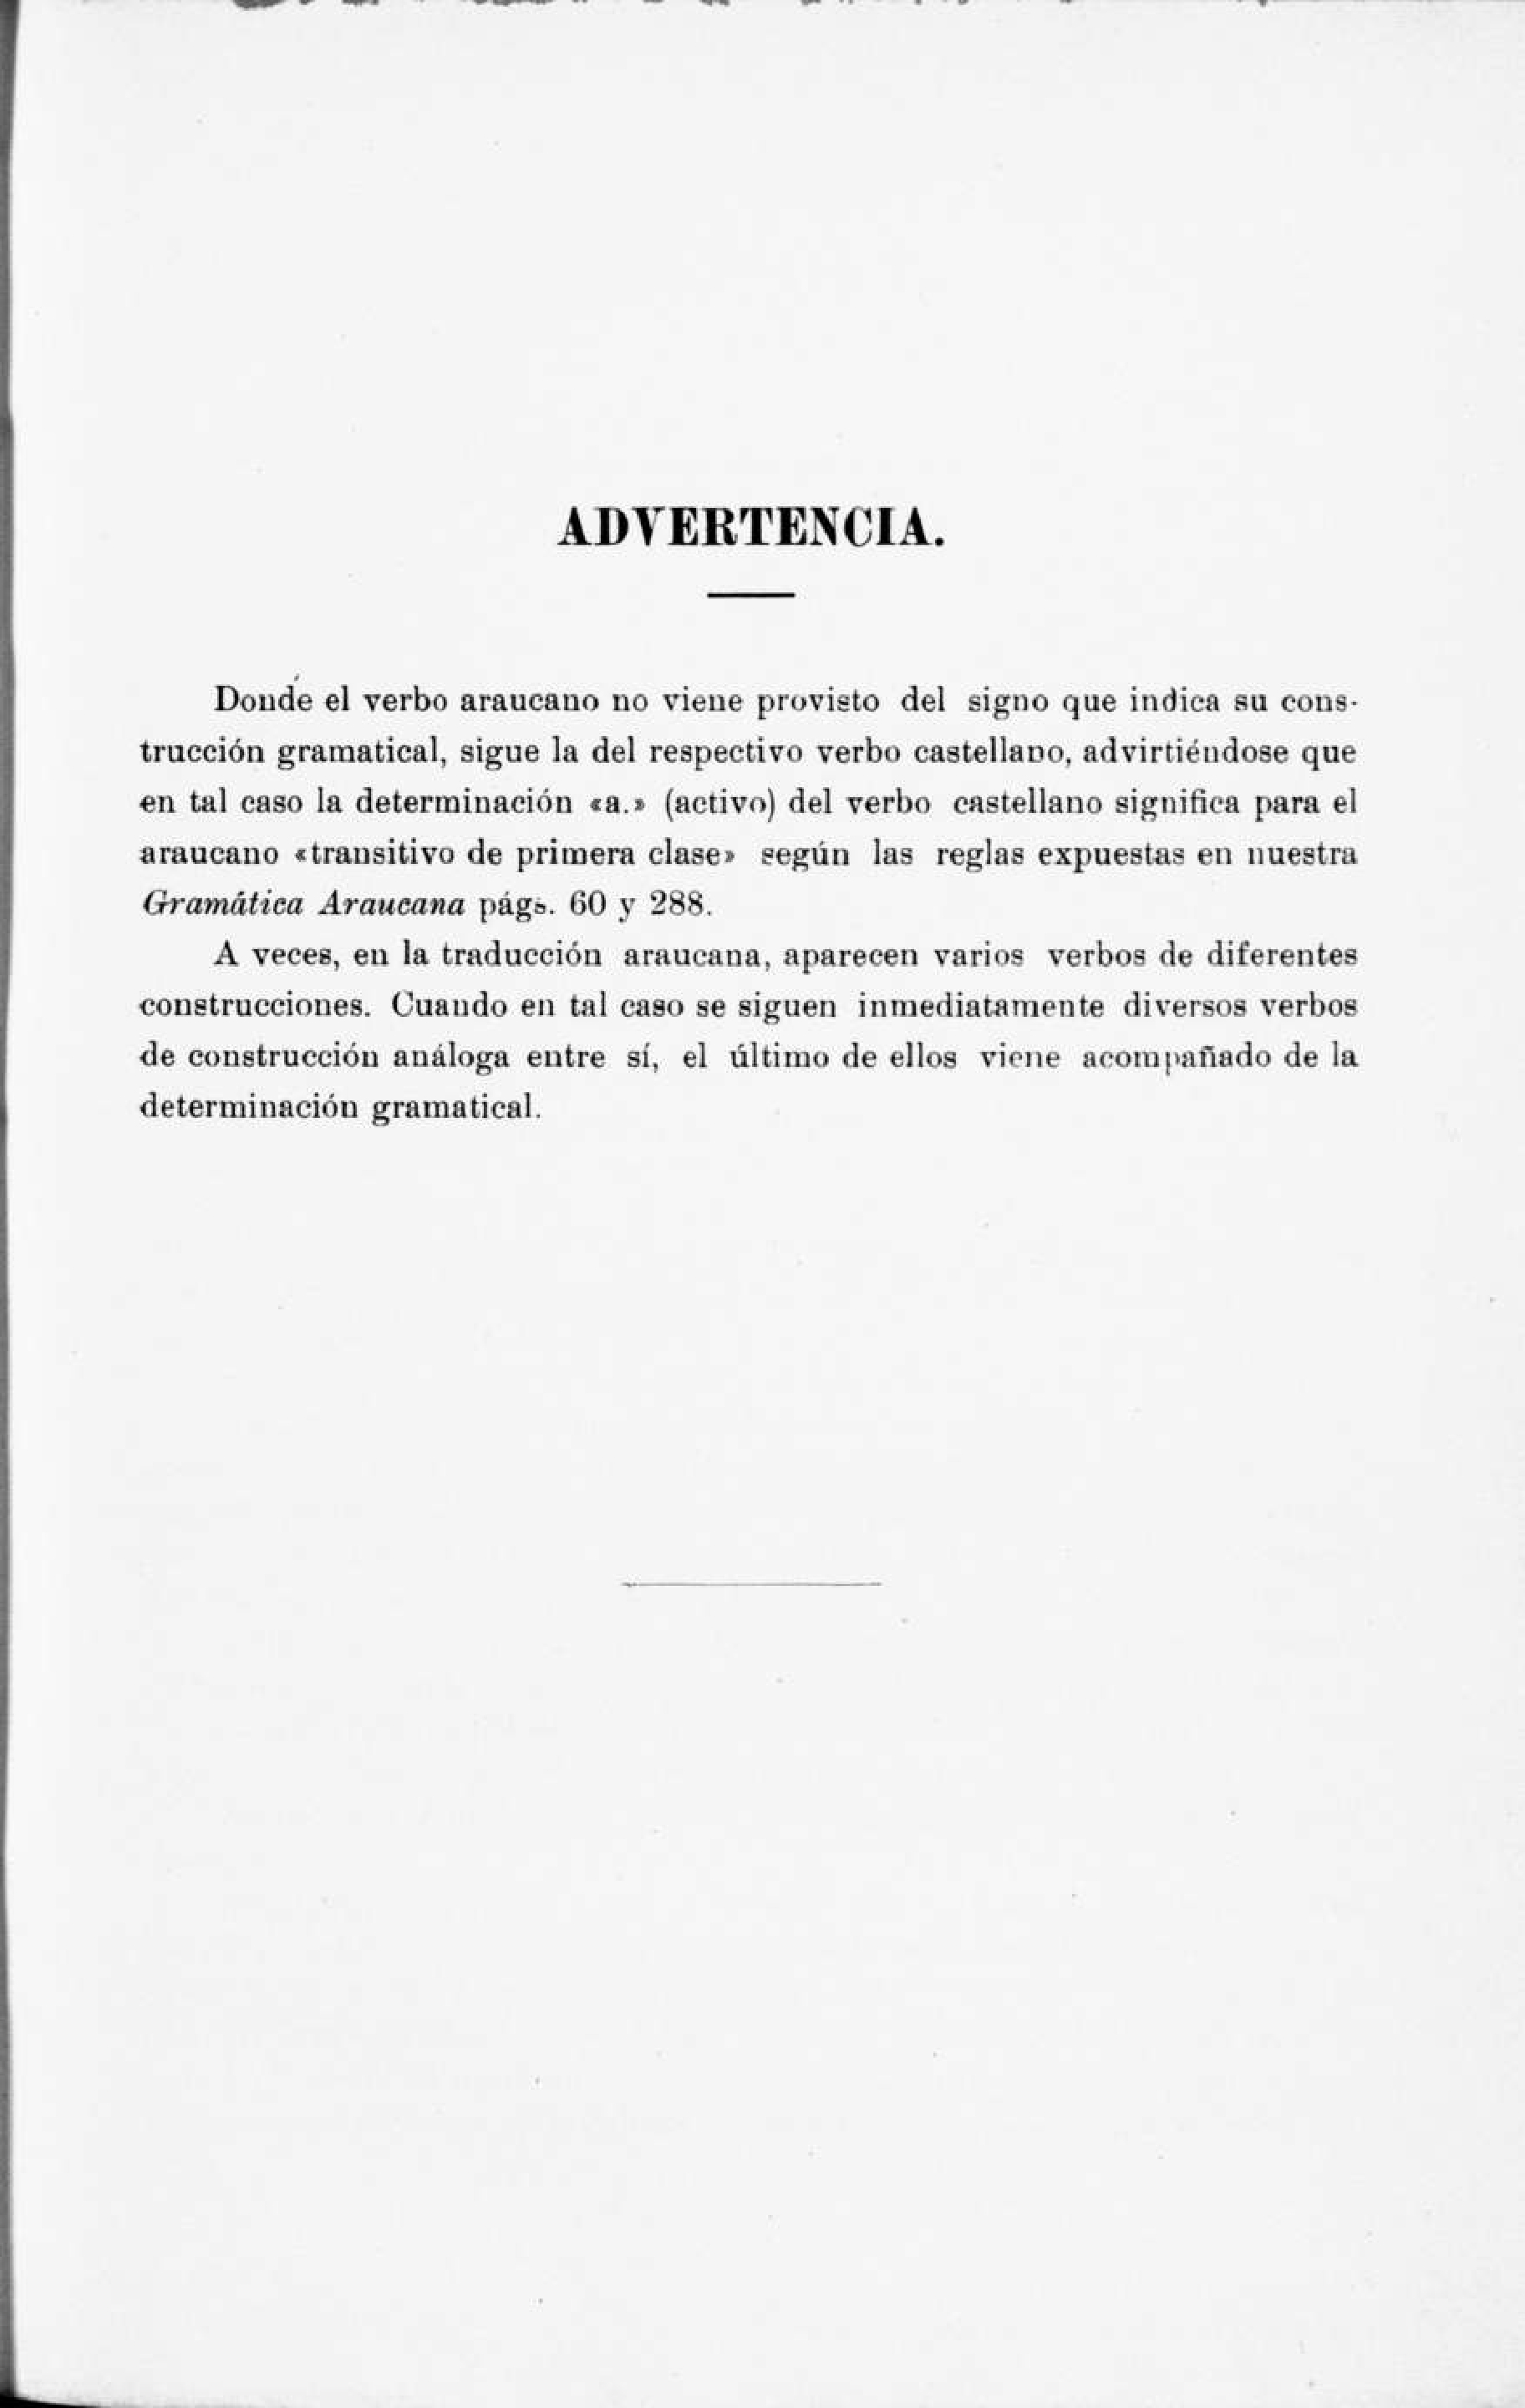 ADVERTENCIA.
Donde el verbo araucano no viene provisto del signo que indica su cons-
trucción gramatical, sigue la del respectivo verbo castellano, advirtiéndose que
en tal caso la determinación «a.» (activo) del verbo castellano significa para el
araucano «transitivo de primera clase» según las reglas expuestas en nuestra
Gramática Araucana págs. 60 y 288.
A veces, en la traducción araucana, aparecen varios verbos de diferentes
construcciones. Cuando en tal caso se siguen inmediatamente diversos verbos
de construcción análoga entre sí, el último de ellos viene acompañado de la
determinación gramatical.